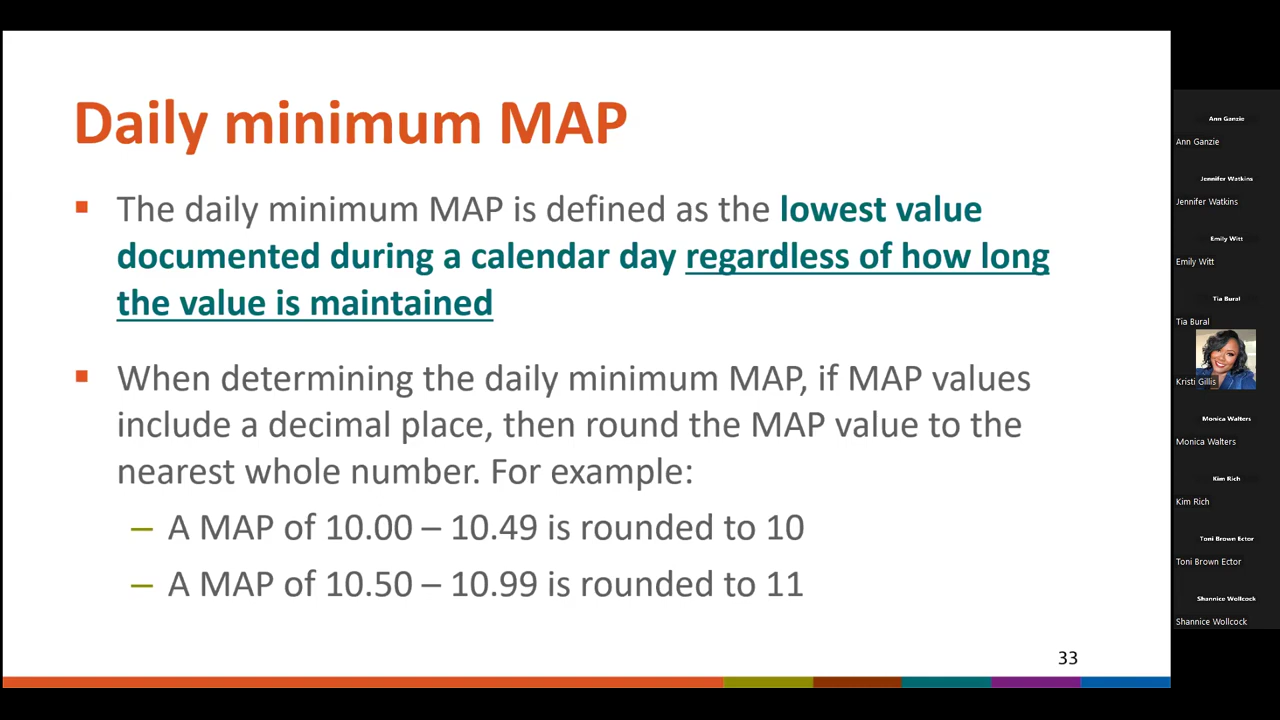 Daily minimum MAP
▪ The daily minimum MAP is defined as the lowest value
documented during a calendar day regardless of how long
the value is maintained
▪ When determining the daily minimum MAP, if MAP values
include a decimal place, then round the MAP value to the
nearest whole number. For example:
– A MAP of 10.00 – 10.49 is rounded to 10
– A MAP of 10.50 – 10.99 is rounded to 11
33
Ann Ganzie
Ann Ganzie
Jennifer Watkins
Jennifer Watkins
Emily Witt
Emily Witt
Tia Bural
Tia Bural
Kristi Gillis
Monica Walters
Monica Walters
Kim Rich
Kim Rich
Toni Brown Ector
Toni Brown Ector
Shannice Wollcock
Shannice Wollcock